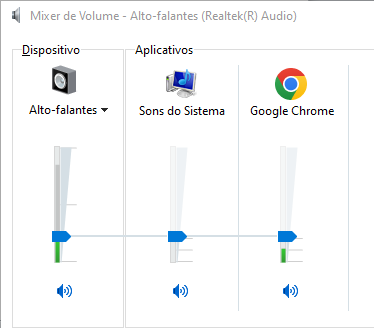 Mixer de Volume - Alto-falantes (Realtek(R) Audio)
Dispositivo
Aplicativos
Alto-falantes
Sons do Sistema
Google Chrome